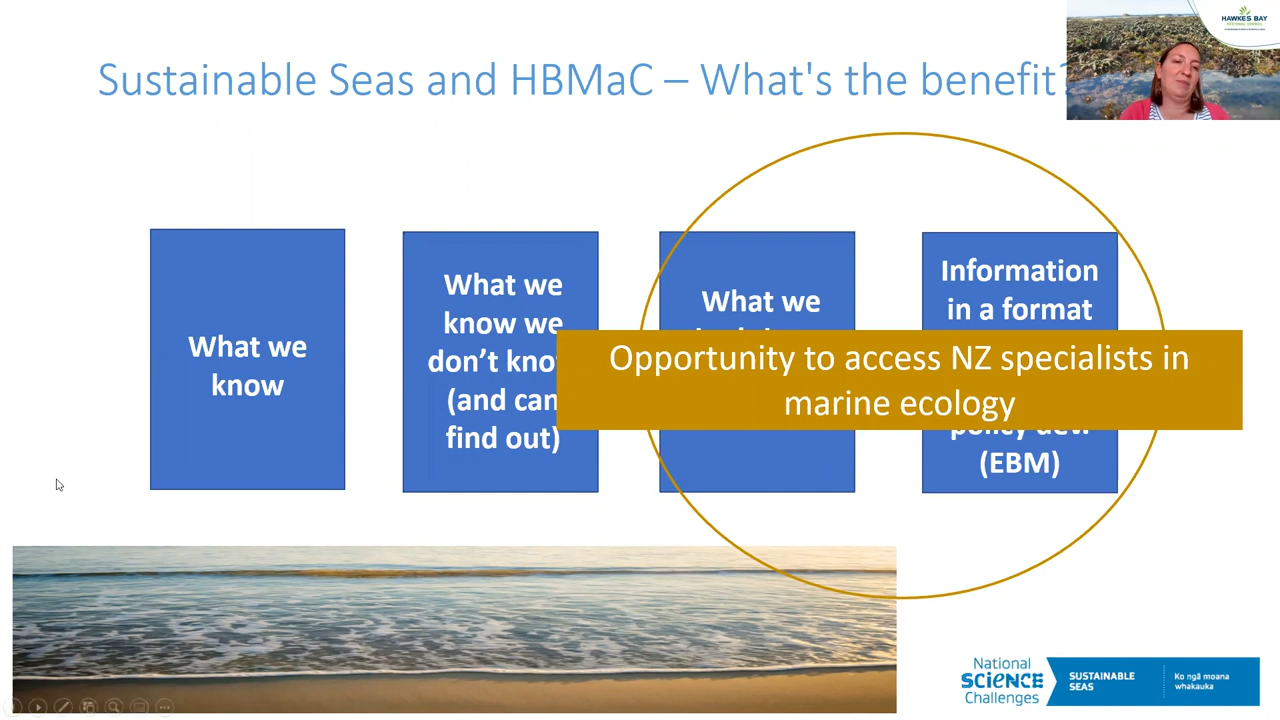 Sustainable Seas and HBMaC – What's the benefit?
HAWKES BAY
REGIONAL COUNCIL
What we
know
What we
know we
don't know
(and can
find out)
What we
Information
in a format
policy dev.
(EBM)
Opportunity to access NZ specialists in
marine ecology
National
SCIENCE
Challenges
SUSTAINABLE
SEAS
Ko ngā moana
whakauka